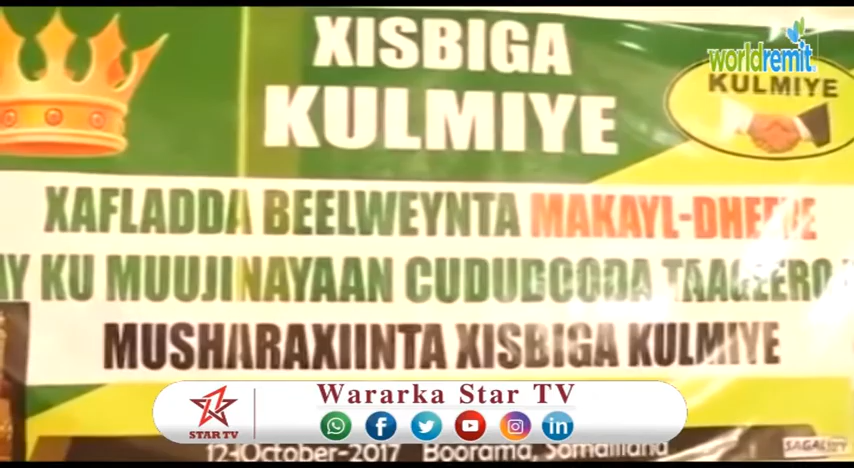 XISBIGA
KULMIYE
worldremit
KULMIYE
XAFLADDA BEELWEYNTA MAKAYL-DHEERE
AY KU MUUJINAYAAN CUDUDOODA TAAGEERO
MUSHARAXIINTA XISBIGA KULMIYE
Wararka Star TV
STAR TV
12-October-2017 Boorama, Somaliland